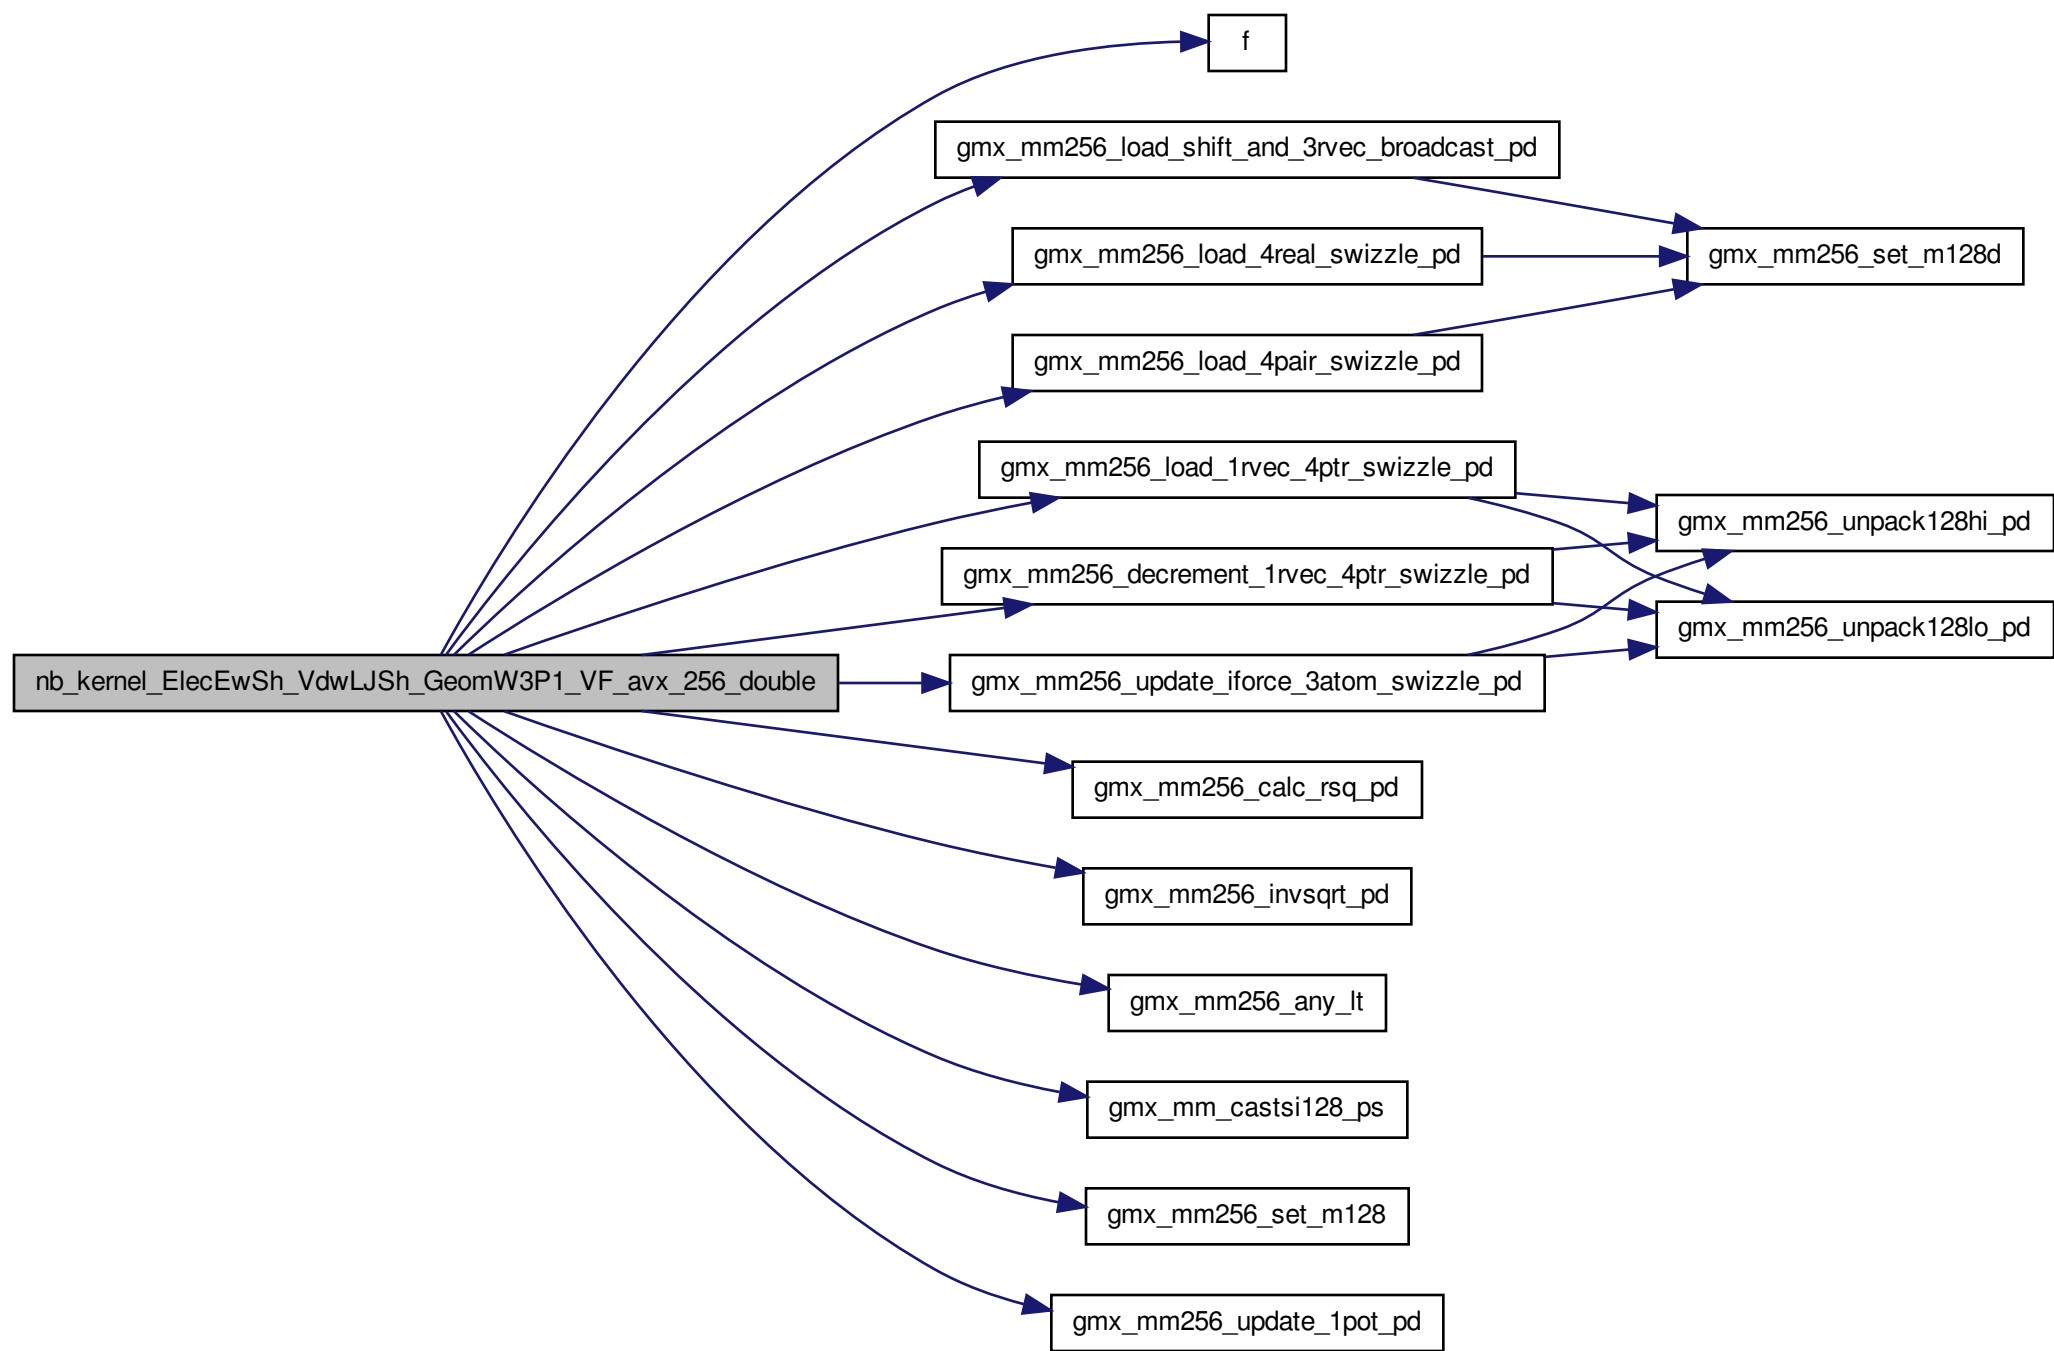 f
gmx_mm256_load_shift_and_3rvec_broadcast_pd
gmx_mm256_load_4real_swizzle_pd
gmx_mm256_set_m128d
gmx_mm256_load_4pair_swizzle_pd
gmx_mm256_load_1rvec_4ptr_swizzle_pd
gmx_mm256_unpack128hi_pd
gmx_mm256_decrement_1rvec_4ptr_swizzle_pd
gmx_mm256_unpack128lo_pd
nb_kernel_ElecEwSh_VdwLJSh_GeomW3P1_VF_avx_256_double
gmx_mm256_update_iforce_3atom_swizzle_pd
gmx_mm256_calc_rsq_pd
gmx_mm256_invsqrt_pd
gmx_mm256_any_lt
gmx_mm_castsi128_ps
gmx_mm256_set_m128
gmx_mm256_update_1pot_pd